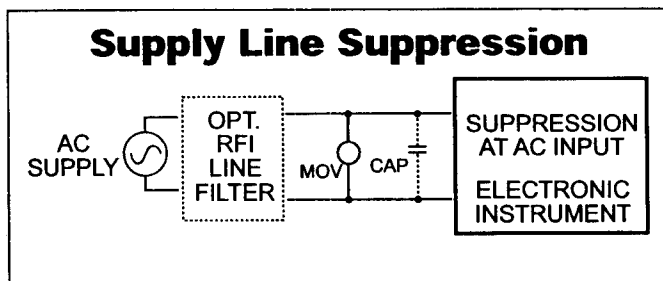 Supply Line Suppression
AC
SUPPLY
OPT.
RFI
LINE
FILTER
MOV
CAP
SUPPRESSION
AT AC INPUT
ELECTRONIC
INSTRUMENT